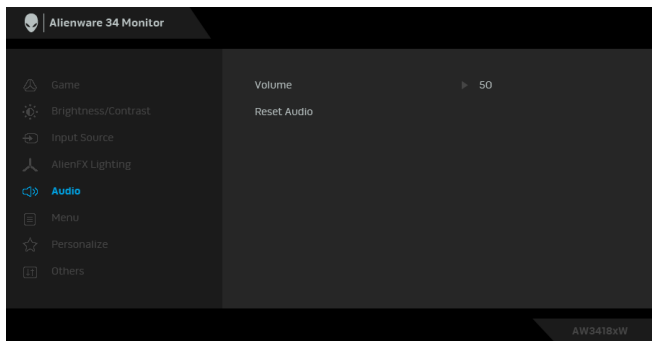 Alienware 34 Monitor
Game
Brightness/Contrast
Input Source
AlienFX Lighting
Audio
Menu
Personalize
Others
Volume 50
Reset Audio
AW3418xW